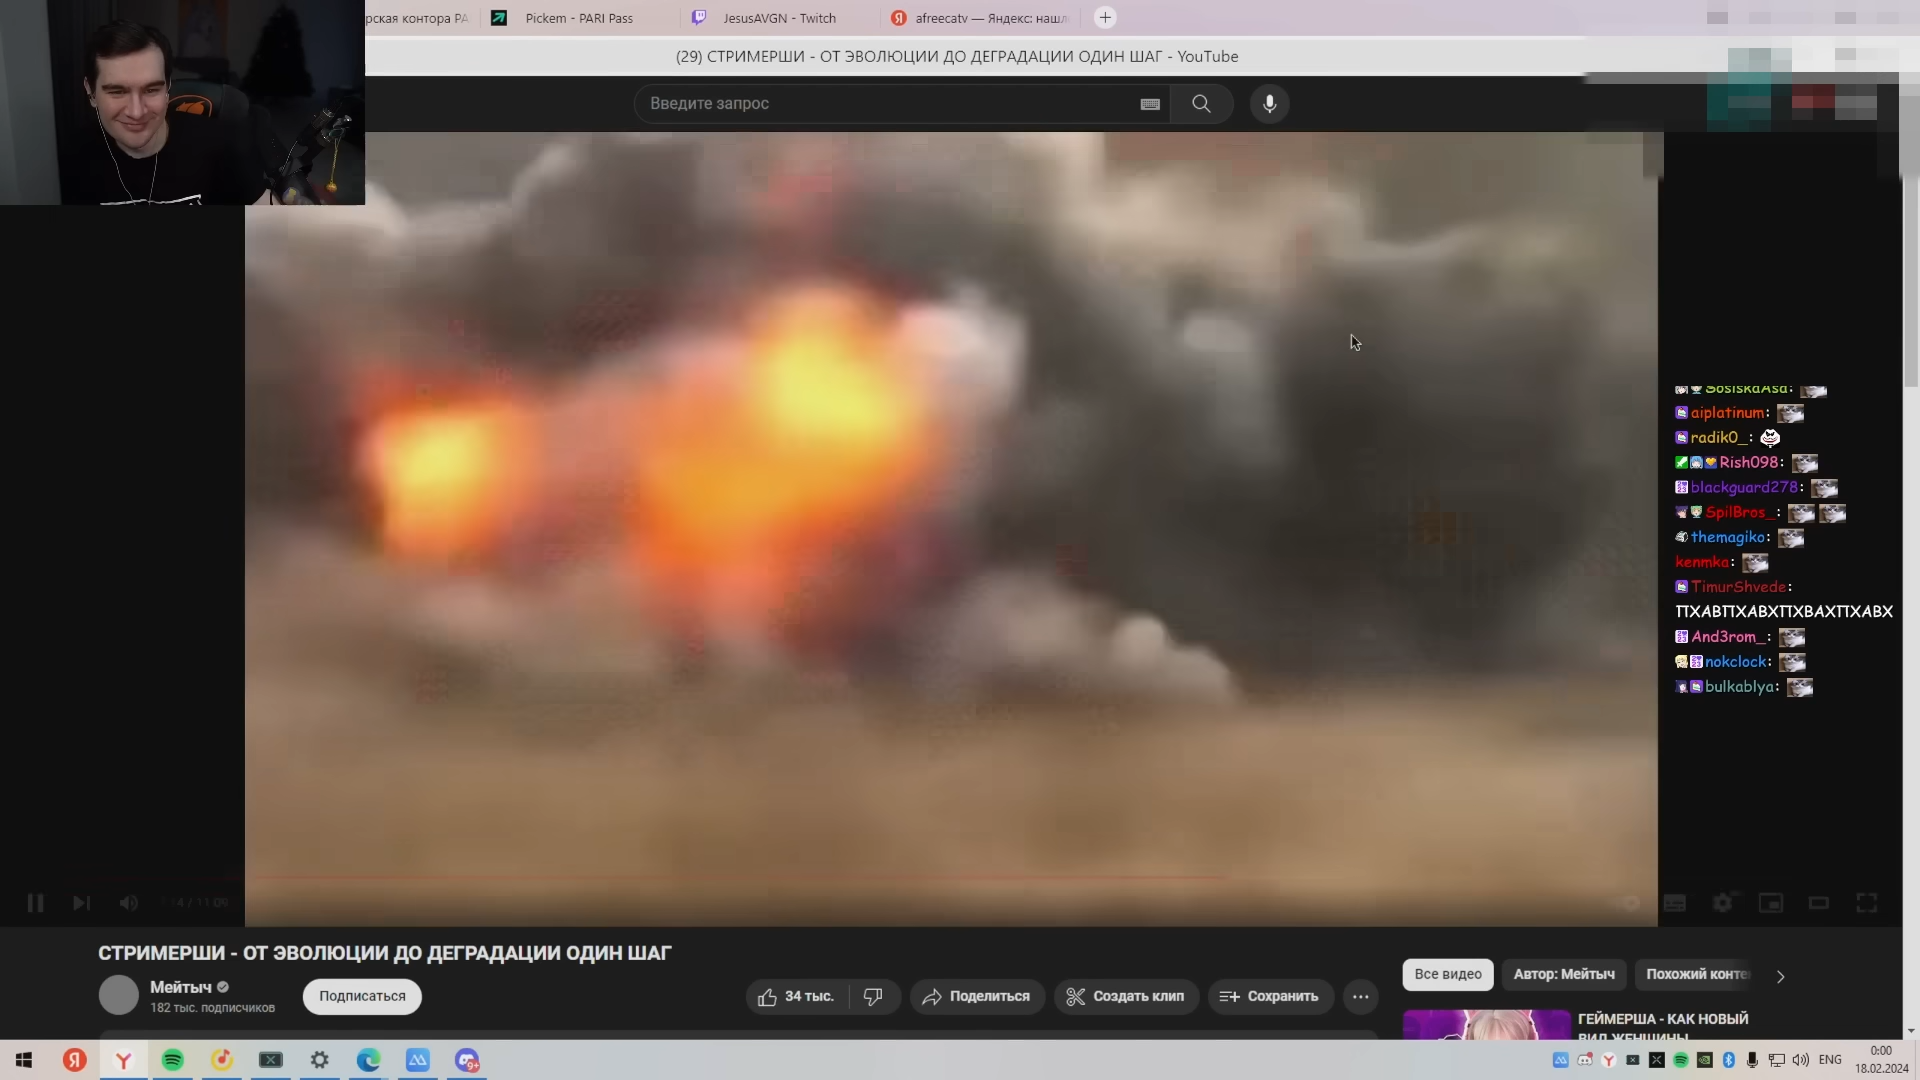 рская контора РА
Pickem - PARI Pass
JesusAVGN - Twitch
afreecatv — Яндекс: нашл
(29) СТРИМЕРШИ - ОТ ЭВОЛЮЦИИ ДО ДЕГРАДАЦИИ ОДИН ШАГ - YouTube
Введите запрос
SosiskaAsa:
aiplatinum:
radik0_:
Rish098:
blackguard278:
SpilBros_:
themagiko:
kenmka:
TimurShvede:
ПХАВПХАВХПХВАХПХАВХ
And3rom_:
nokclock:
bulkablya:
СТРИМЕРШИ - ОТ ЭВОЛЮЦИИ ДО ДЕГРАДАЦИИ ОДИН ШАГ
Мейтыч
182 тыс. подписчиков
Подписаться
34 тыс.
Поделиться
Создать клип
Сохранить
Все видео
Автор: Мейтыч
Похожий конте
ГЕЙМЕРША - КАК НОВЫЙ
ВИД ЖЕНЩИНЫ
ENG
0:00
18.02.2024